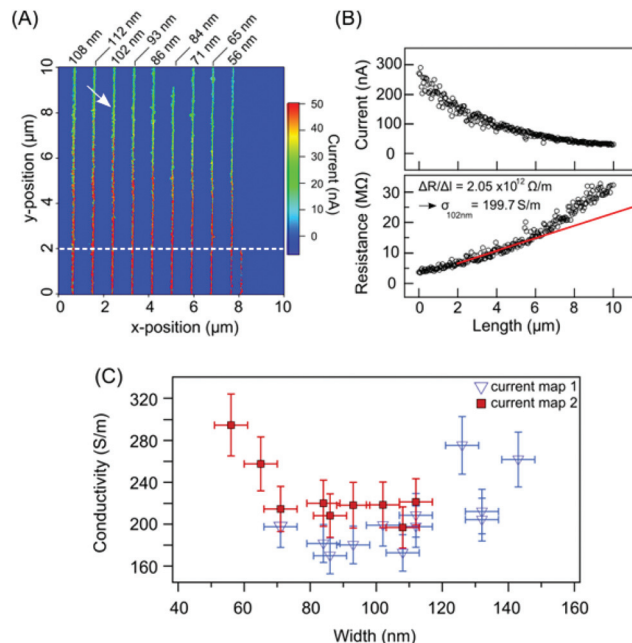 (A)
108 nm
112 nm
102 nm
93 nm
86 nm
84 nm
71 nm
65 nm
56 nm
10
8
6
4
2
0
y-position (µm)
0 2 4 6 8 10
x-position (µm)
50
40
30
20
10
0
Current (nA)
(B)
300
200
100
0
Current (nA)
30
20
10
0
Resistance (MΩ)
ΔR/Δl = 2.05 x10¹² Ω/m
σ102nm = 199.7 S/m
0 2 4 6 8 10
Length (µm)
(C)
current map 1
current map 2
320
280
240
200
160
Conductivity (S/m)
40 60 80 100 120 140 160
Width (nm)